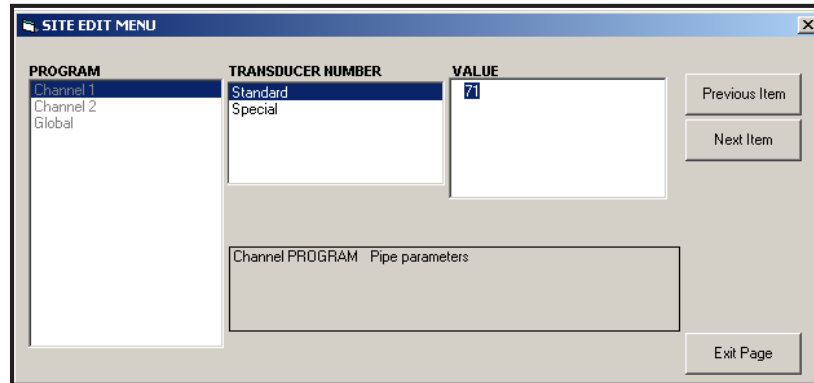 SITE EDIT MENU
PROGRAM
Channel 1
Channel 2
Global
TRANSDUCER NUMBER
Standard
Special
VALUE
71
Previous Item
Next Item
Channel PROGRAM Pipe parameters
Exit Page